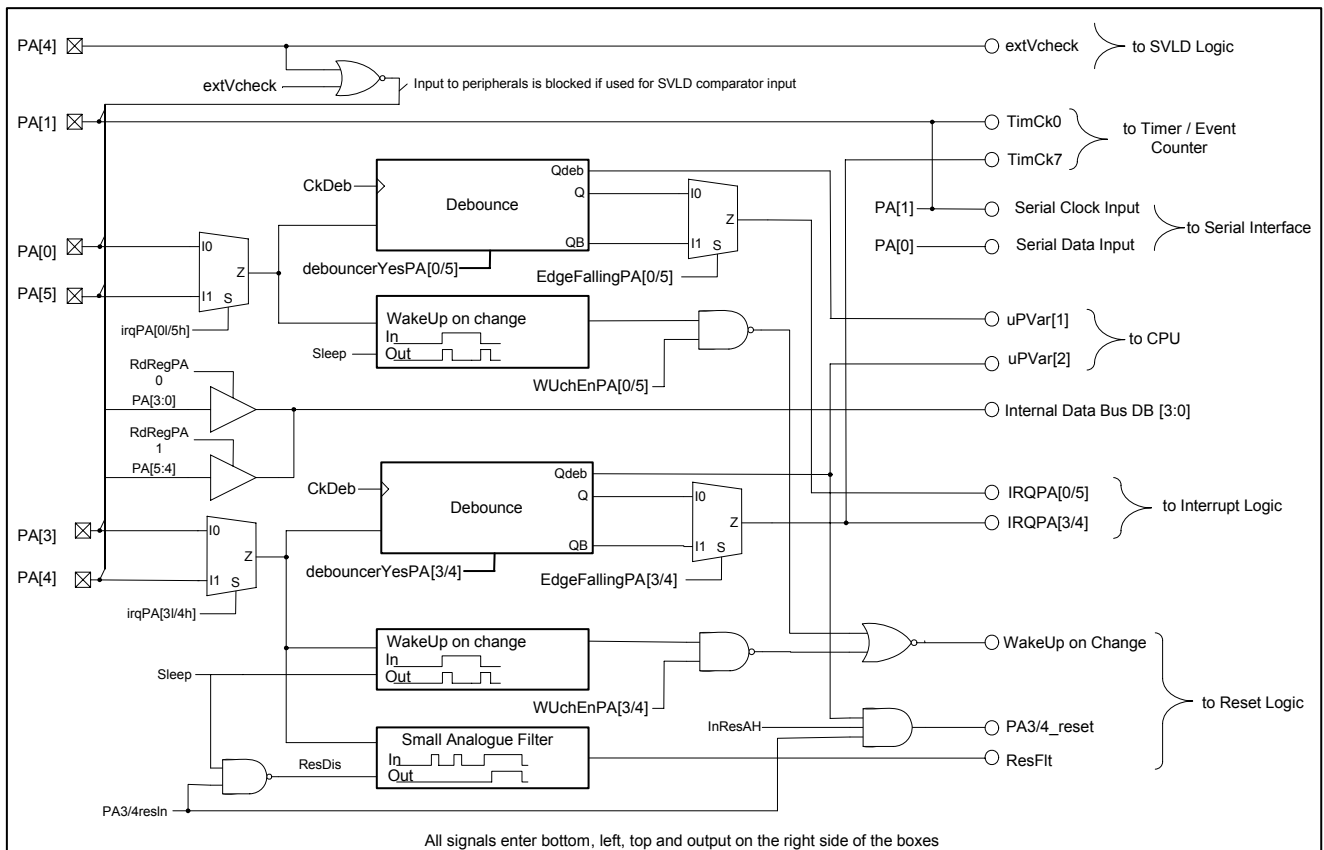 PA[4]
extVcheck
to SVLD Logic
extVcheck
Input to peripherals is blocked if used for SVLD comparator input
PA[1]
TimCk0
to Timer / Event
Counter
TimCk7
CkDeb
Debounce
Qdeb
Q
QB
I0
I1
S
Z
PA[1]
Serial Clock Input
to Serial Interface
PA[0]
Serial Data Input
PA[0]
PA[5]
I0
I1
S
Z
debouncerYesPA[0/5]
EdgeFallingPA[0/5]
irqPA[0l/5h]
WakeUp on change
In
Out
Sleep
WUchEnPA[0/5]
uPVar[1]
to CPU
uPVar[2]
RdRegPA
0
PA[3:0]
Internal Data Bus DB [3:0]
RdRegPA
1
PA[5:4]
CkDeb
Debounce
Qdeb
Q
QB
I0
I1
S
Z
IRQPA[0/5]
to Interrupt Logic
IRQPA[3/4]
PA[3]
PA[4]
I0
I1
S
Z
debouncerYesPA[3/4]
EdgeFallingPA[3/4]
irqPA[3l/4h]
WakeUp on change
In
Out
Sleep
WUchEnPA[3/4]
WakeUp on Change
to Reset Logic
InResAH
PA3/4_reset
Small Analogue Filter
In
Out
ResDis
ResFlt
PA3/4resIn
All signals enter bottom, left, top and output on the right side of the boxes